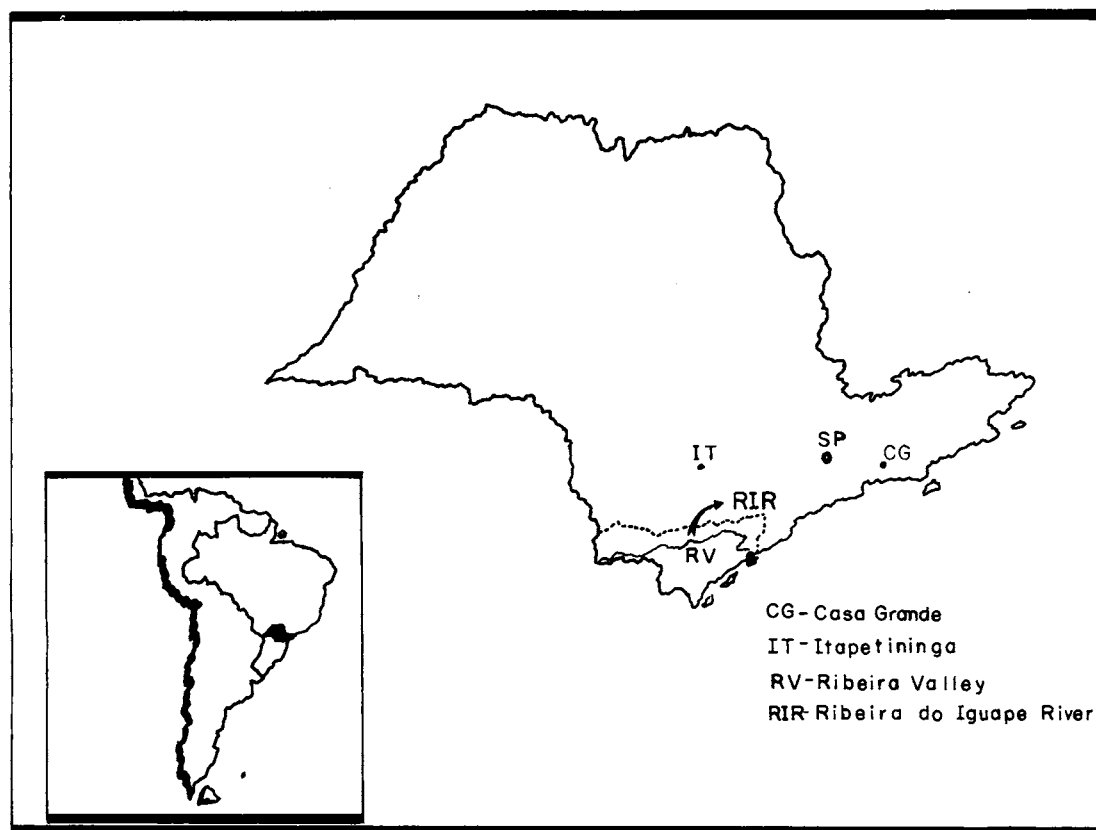 IT
SP
CG
RIR
RV
CG-Casa Grande
IT-Itapetininga
RV-Ribeira Valley
RIR-Ribeira do Iguape River